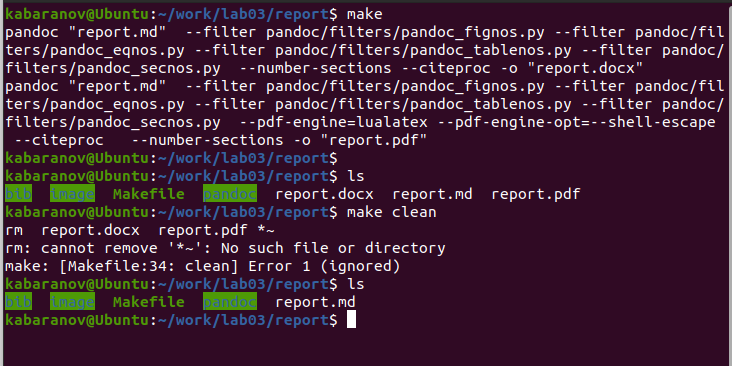 kabaranov@Ubuntu:~/work/lab03/report$ make
pandoc "report.md"  --filter pandoc/filters/pandoc_fignos.py --filter pandoc/fil
ters/pandoc_eqnos.py --filter pandoc/filters/pandoc_tablenos.py --filter pandoc/
filters/pandoc_secnos.py  --number-sections --citeproc -o "report.docx"
pandoc "report.md"  --filter pandoc/filters/pandoc_fignos.py --filter pandoc/fil
ters/pandoc_eqnos.py --filter pandoc/filters/pandoc_tablenos.py --filter pandoc/
filters/pandoc_secnos.py  --pdf-engine=lualatex --pdf-engine-opt=--shell-escape
 --citeproc   --number-sections -o "report.pdf"
kabaranov@Ubuntu:~/work/lab03/report$
kabaranov@Ubuntu:~/work/lab03/report$ ls
bib  image  Makefile  pandoc  report.docx  report.md  report.pdf
kabaranov@Ubuntu:~/work/lab03/report$ make clean
rm  report.docx  report.pdf *~
rm: cannot remove '*~': No such file or directory
make: [Makefile:34: clean] Error 1 (ignored)
kabaranov@Ubuntu:~/work/lab03/report$ ls
bib  image  Makefile  pandoc  report.md
kabaranov@Ubuntu:~/work/lab03/report$